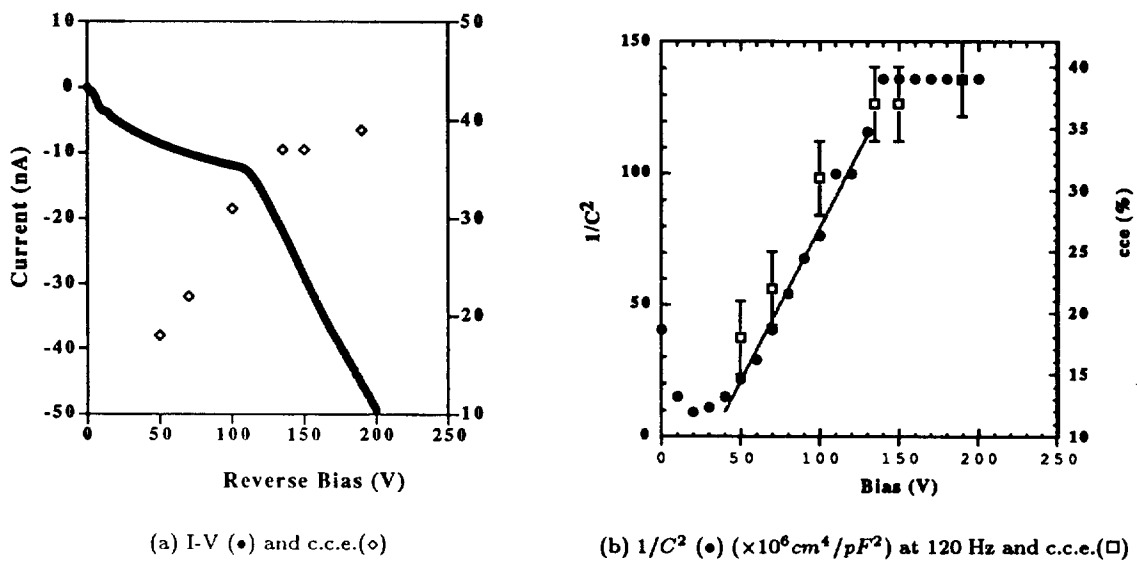 10
0
-10
-20
-30
-40
-50
Current (nA)
50
40
30
20
10
0 50 100 150 200 250
Reverse Bias (V)
(a) I-V (●) and c.c.e.(◇)
150
100
50
0
1/C²
40
35
30
25
20
15
10
cce (%)
0 50 100 150 200 250
Bias (V)
(b) 1/C² (●) (×10⁶cm⁴/pF²) at 120 Hz and c.c.e.(□)